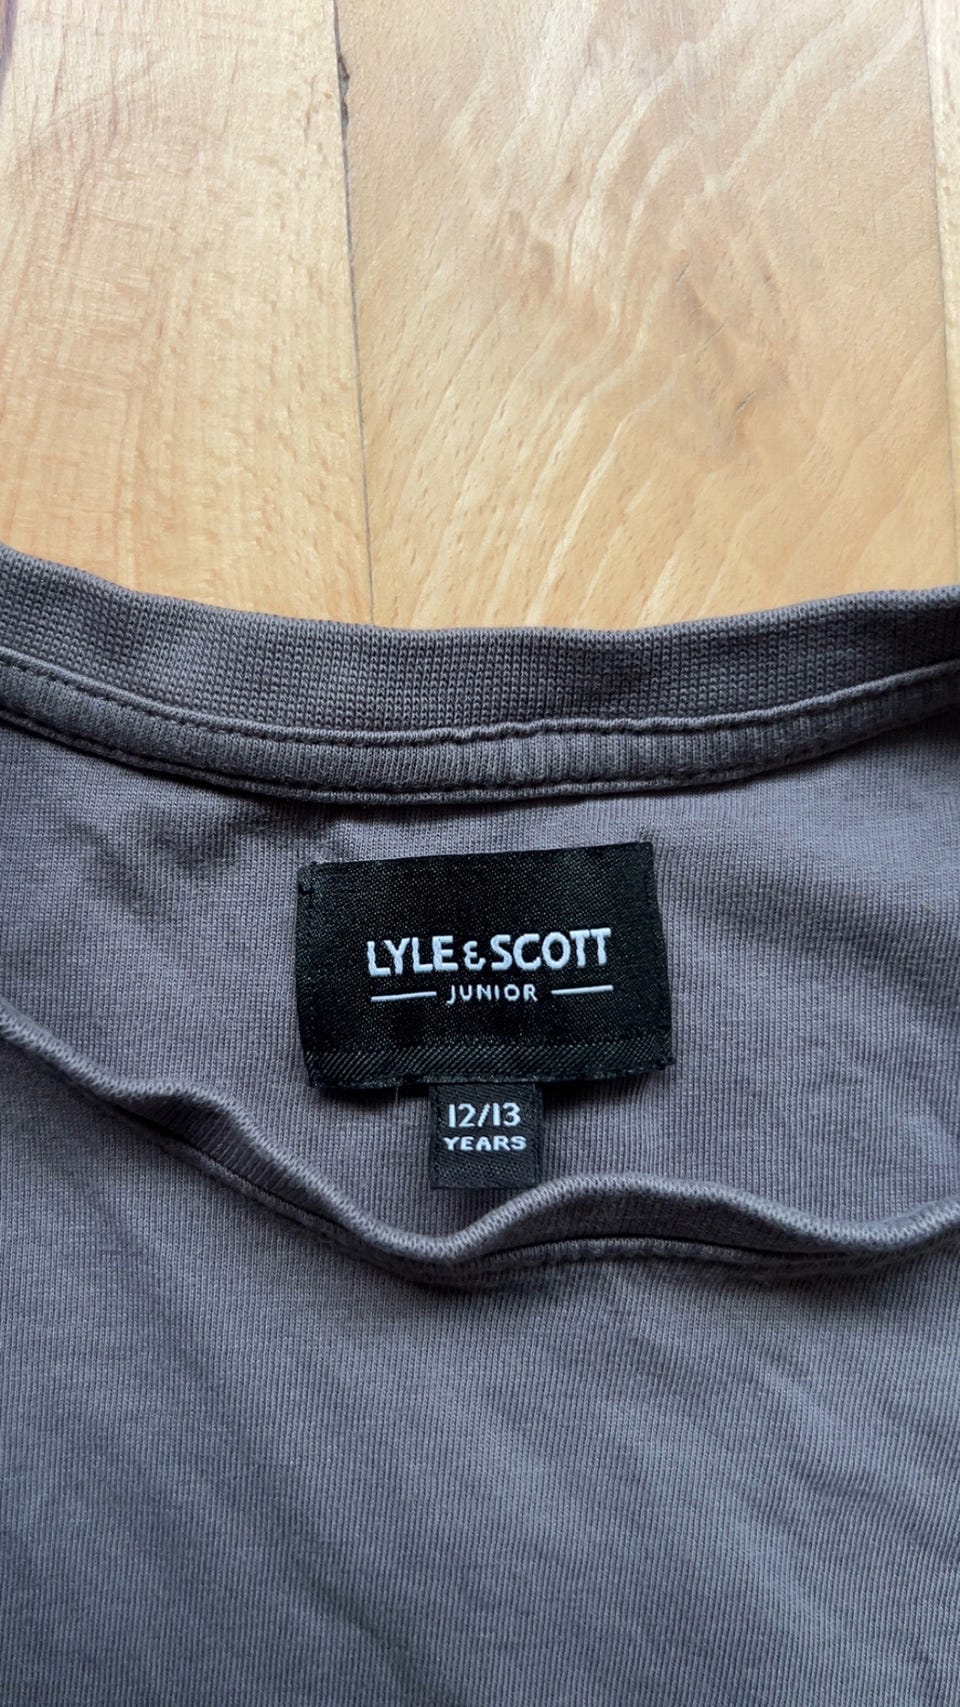 LYLE & SCOTT
JUNIOR
12/13
YEARS